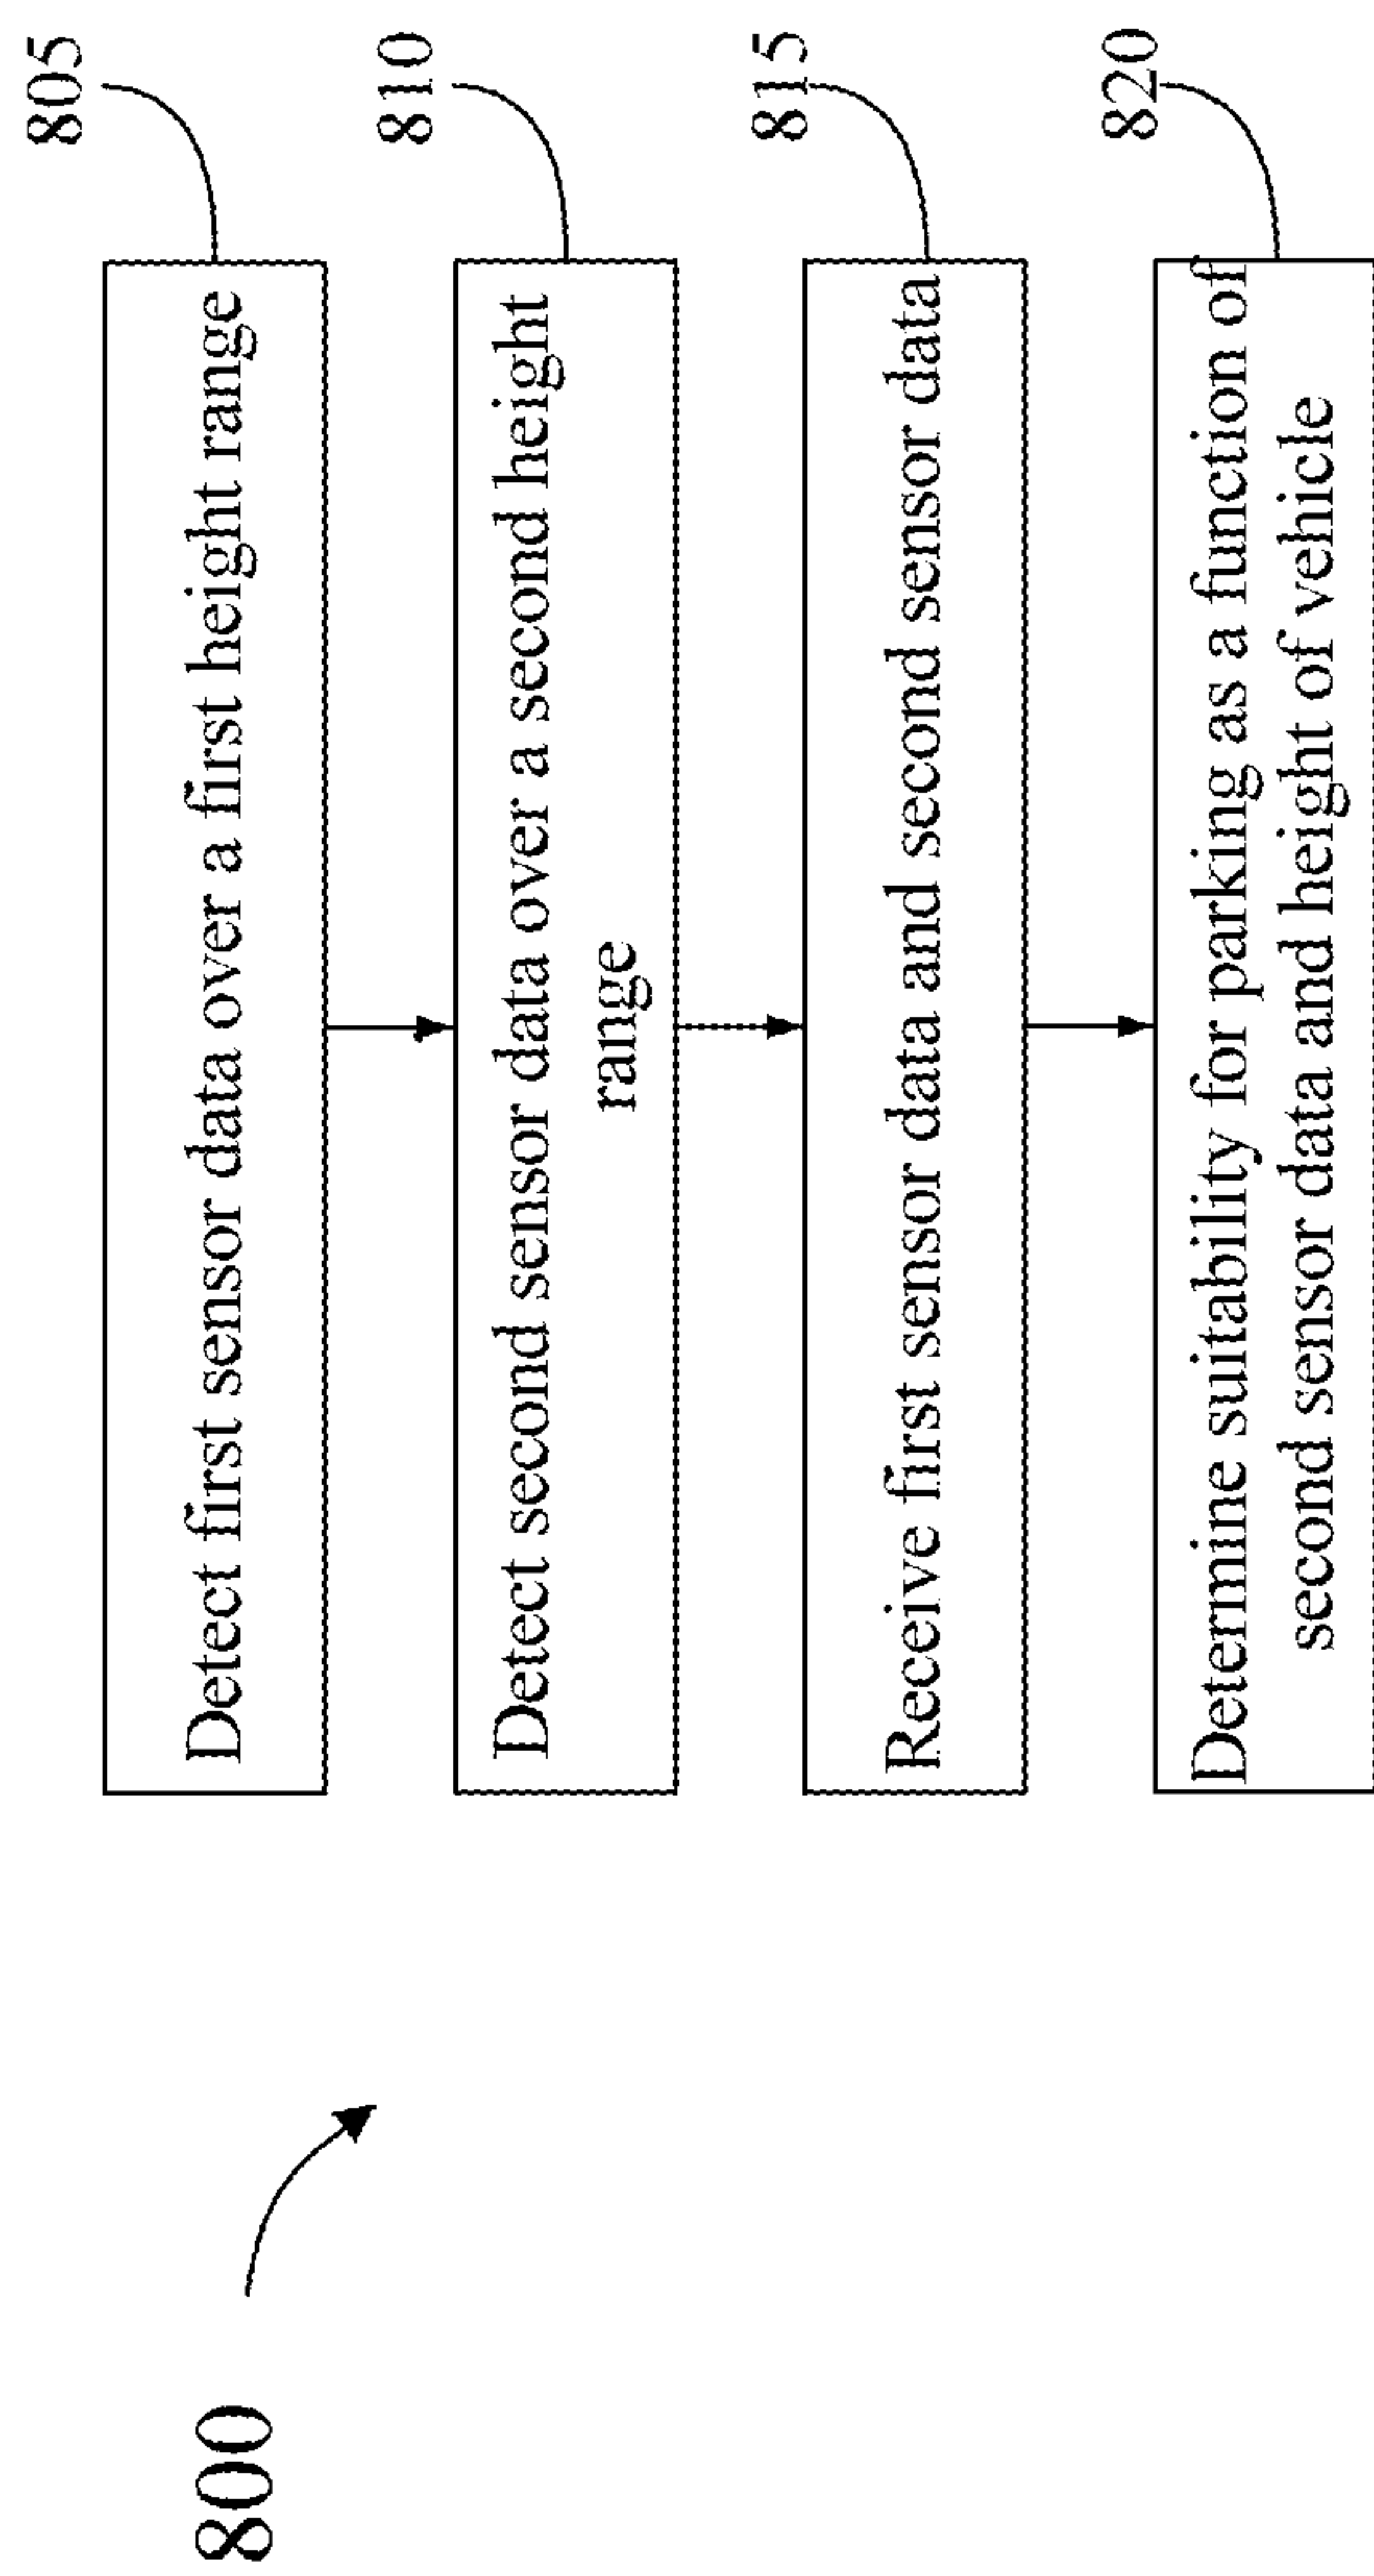 800
805
Detect first sensor data over a first height range
810
Detect second sensor data over a second height
range
815
Receive first sensor data and second sensor data
820
Determine suitability for parking as a function of
second sensor data and height of vehicle